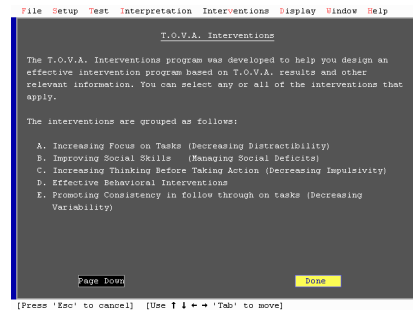 File Setup Test Interpretation Interventions Display Window Help
T.O.V.A. Interventions
The T.O.V.A. Interventions program was developed to help you design an
effective intervention program based on T.O.V.A. results and other
relevant information. You can select any or all of the interventions that
apply.
The interventions are grouped as follows:
A. Increasing Focus on Tasks (Decreasing Distractibility)
B. Improving Social Skills (Managing Social Deficits)
C. Increasing Thinking Before Taking Action (Decreasing Impulsivity)
D. Effective Behavioral Interventions
E. Promoting Consistency in follow through on tasks (Decreasing
Variability)
Page Down Done
[Press 'Esc' to cancel] [Use ↑ ↓ ← → 'Tab' to move]